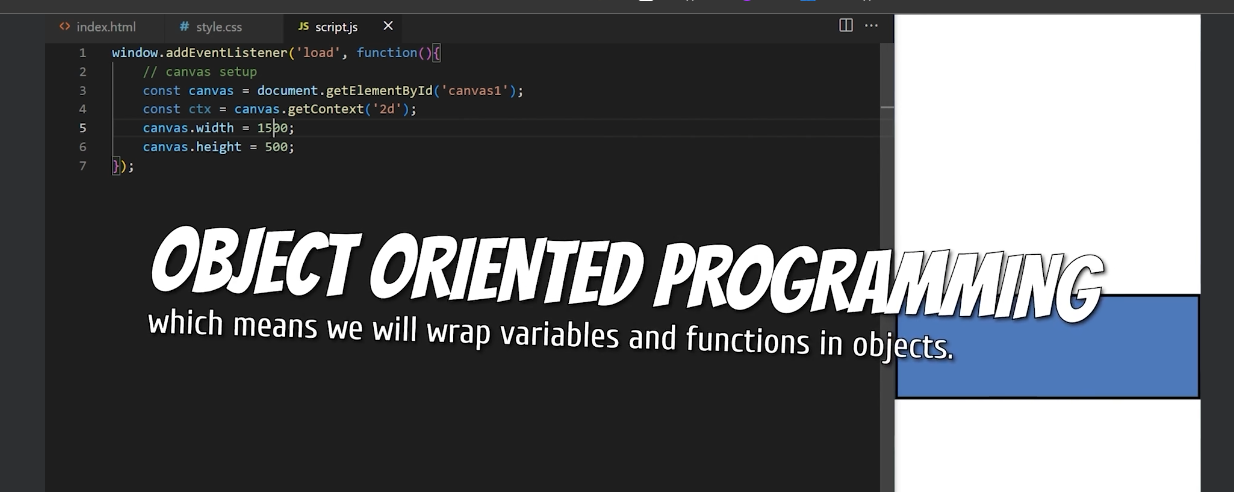 index.html
style.css
JS script.js
1 window.addEventListener('load', function(){
2 // canvas setup
3 const canvas = document.getElementById('canvas1');
4 const ctx = canvas.getContext('2d');
5 canvas.width = 1500;
6 canvas.height = 500;
7 });
OBJECT ORIENTED PROGRAMMING
which means we will wrap variables and functions in objects.